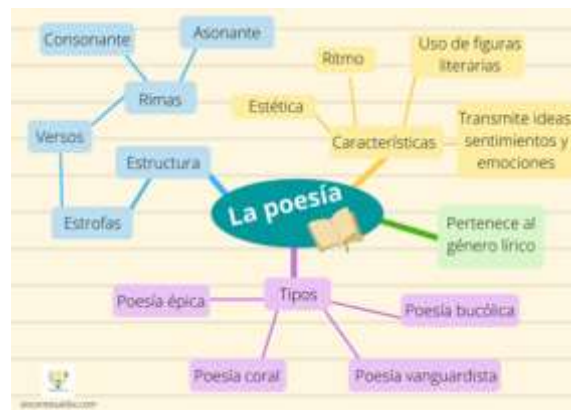 Consonante
Asonante
Rimas
Versos
Estructura
Estrofas
Ritmo
Uso de figuras
literarias
Estética
Características
Transmite ideas
sentimientos y
emociones
La poesía
Pertenece al
género lírico
Tipos
Poesía épica
Poesía bucólica
Poesía coral
Poesía vanguardista